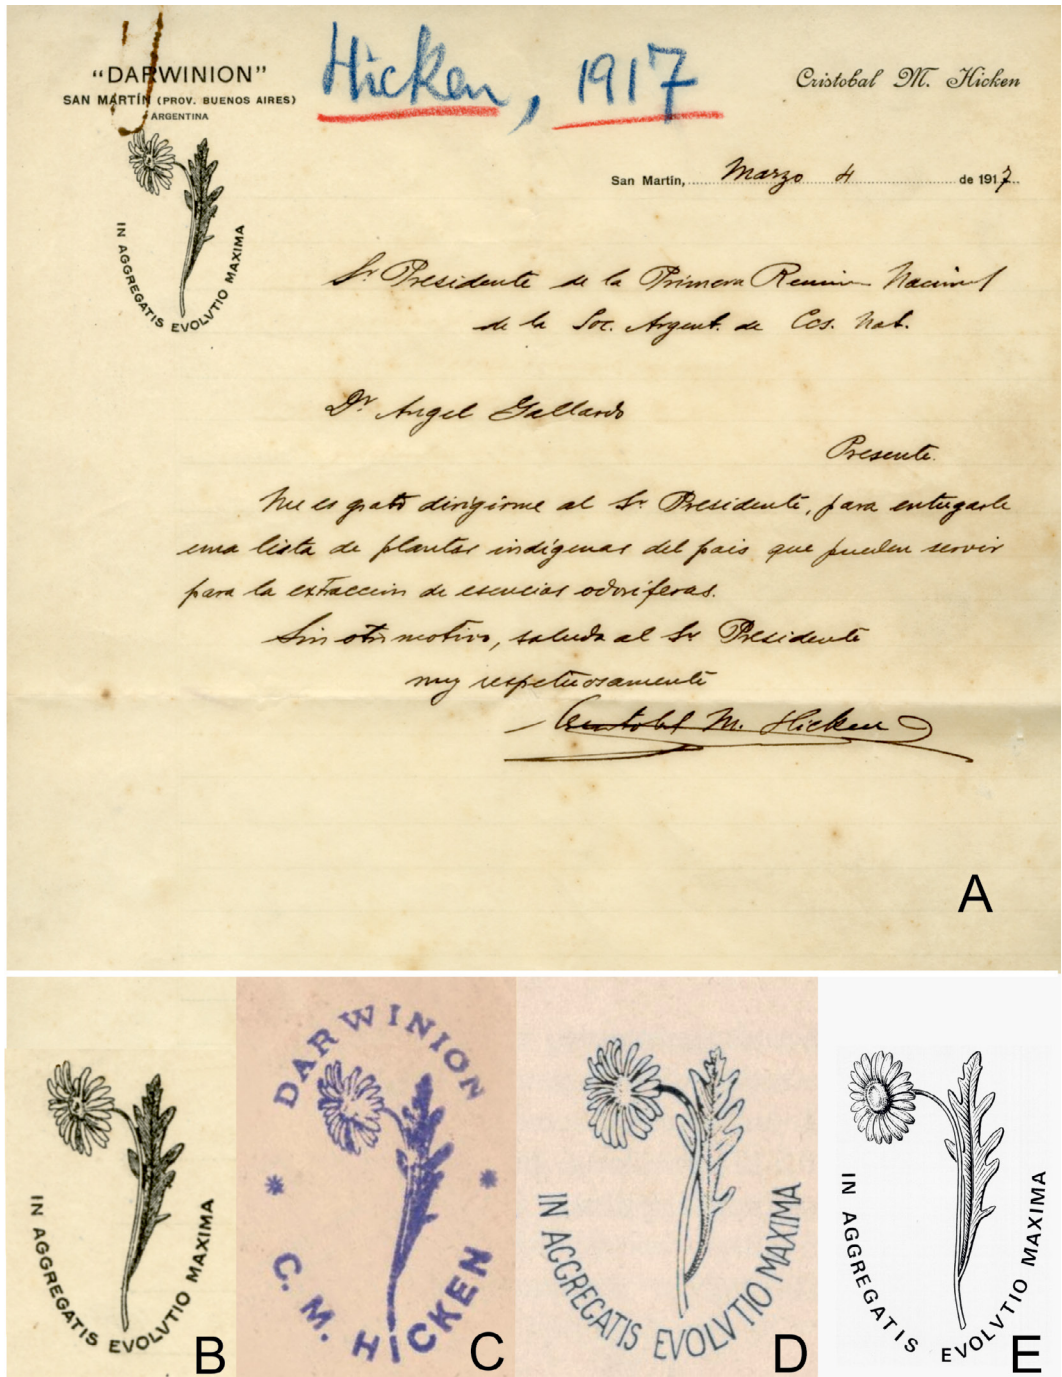 "DARWINION"
SAN MARTÍN (PROV. BUENOS AIRES)
ARGENTINA
IN AGGREGATIS EVOLVTIO MAXIMA
Hicken, 1917
Cristobal M. Hicken
San Martin, Marzo 4 de 1917
Sr Presidente de la Primera Reunion Nacional
de la Soc. Argent. de Ccs. Nat.
Dr Angel Gallardo
Presente.
Me es grato dirigirme al Sr Presidente, para entregarle
una lista de plantas indígenas del pais que pueden servir
para la extraccion de esencias odoríferas.
Sin otro motivo, saluda al Sr Presidente
muy respetuosamente
Cristobal M. Hicken
A
IN AGGREGATIS EVOLVTIO MAXIMA
B
DARWINION
* *
C. M. HICKEN
C
IN AGGREGATIS EVOLVTIO MAXIMA
D
IN AGGREGATIS EVOLVTIO MAXIMA
E